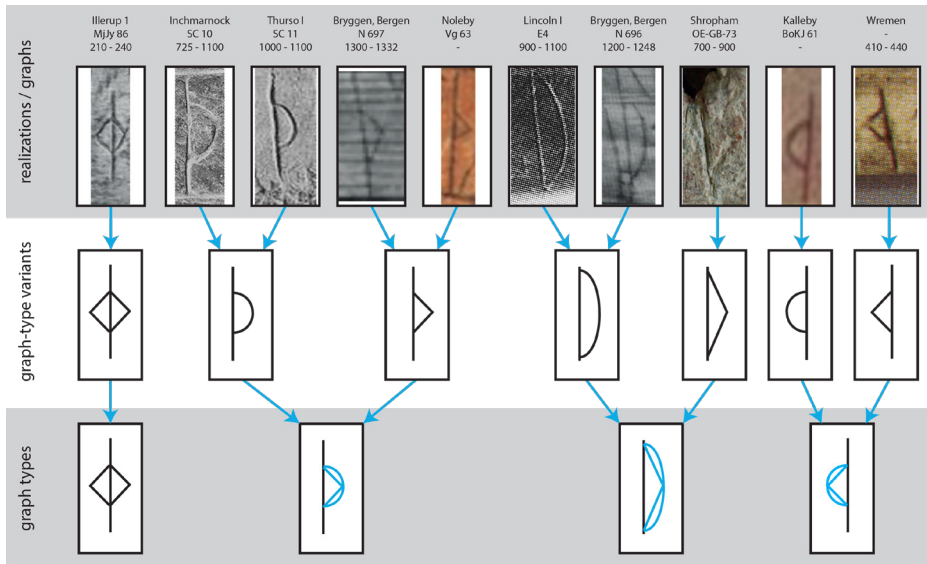 Illerup 1
MjJy 86
210 - 240
Inchmarnock
SC 10
725 - 1100
Thurso I
SC 11
1000 - 1100
Bryggen, Bergen
N 697
1300 - 1332
Noleby
Vg 63
-
Lincoln I
E4
900 - 1100
Bryggen, Bergen
N 696
1200 - 1248
Shropham
OE-GB-73
700 - 900
Kalleby
BoKJ 61
-
Wremen
-
410 - 440
realizations / graphs
graph-type variants
graph types